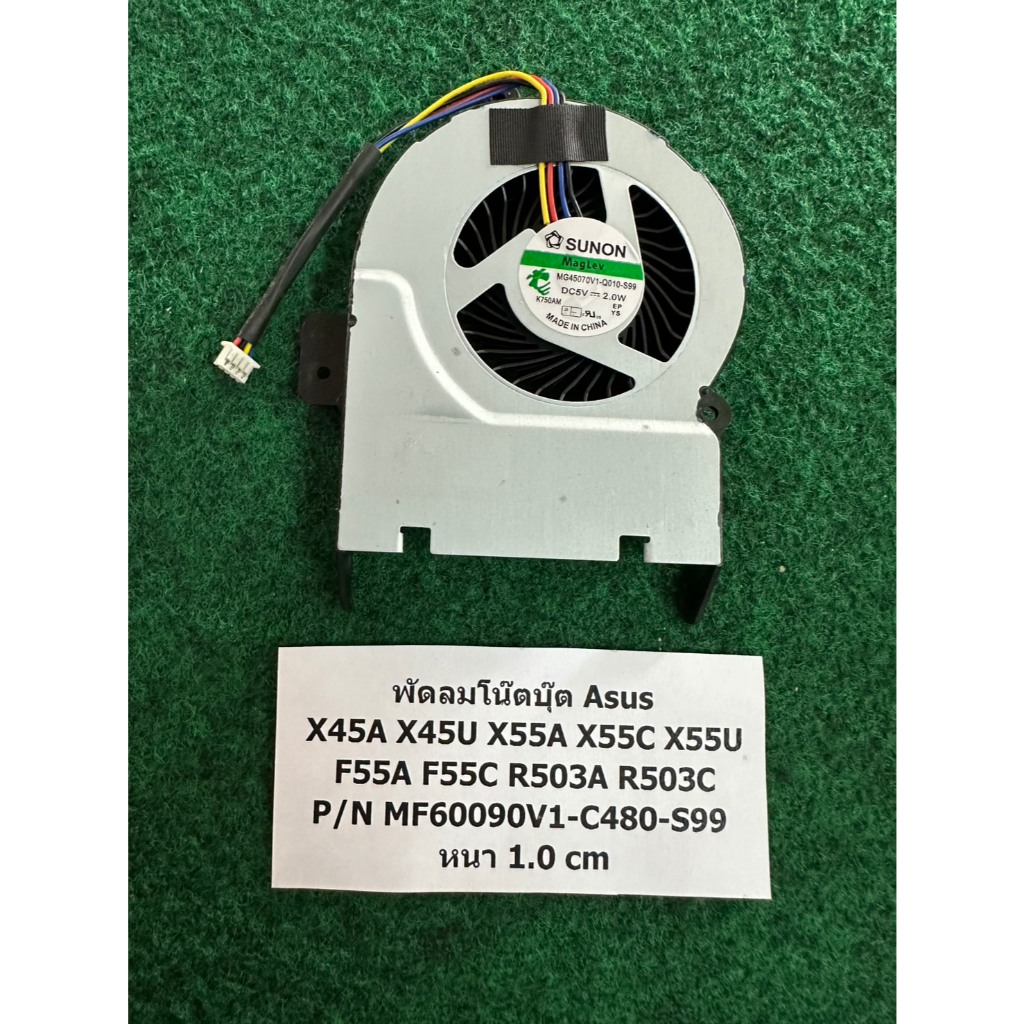 SUNON
MagLev
MG45070V1-Q010-S99
DC5V⎓2.0W
K750AM
EP
YS
MADE IN CHINA
พัดลมโน๊ตบุ๊ต Asus
X45A X45U X55A X55C X55U
F55A F55C R503A R503C
P/N MF60090V1-C480-S99
หนา 1.0 cm